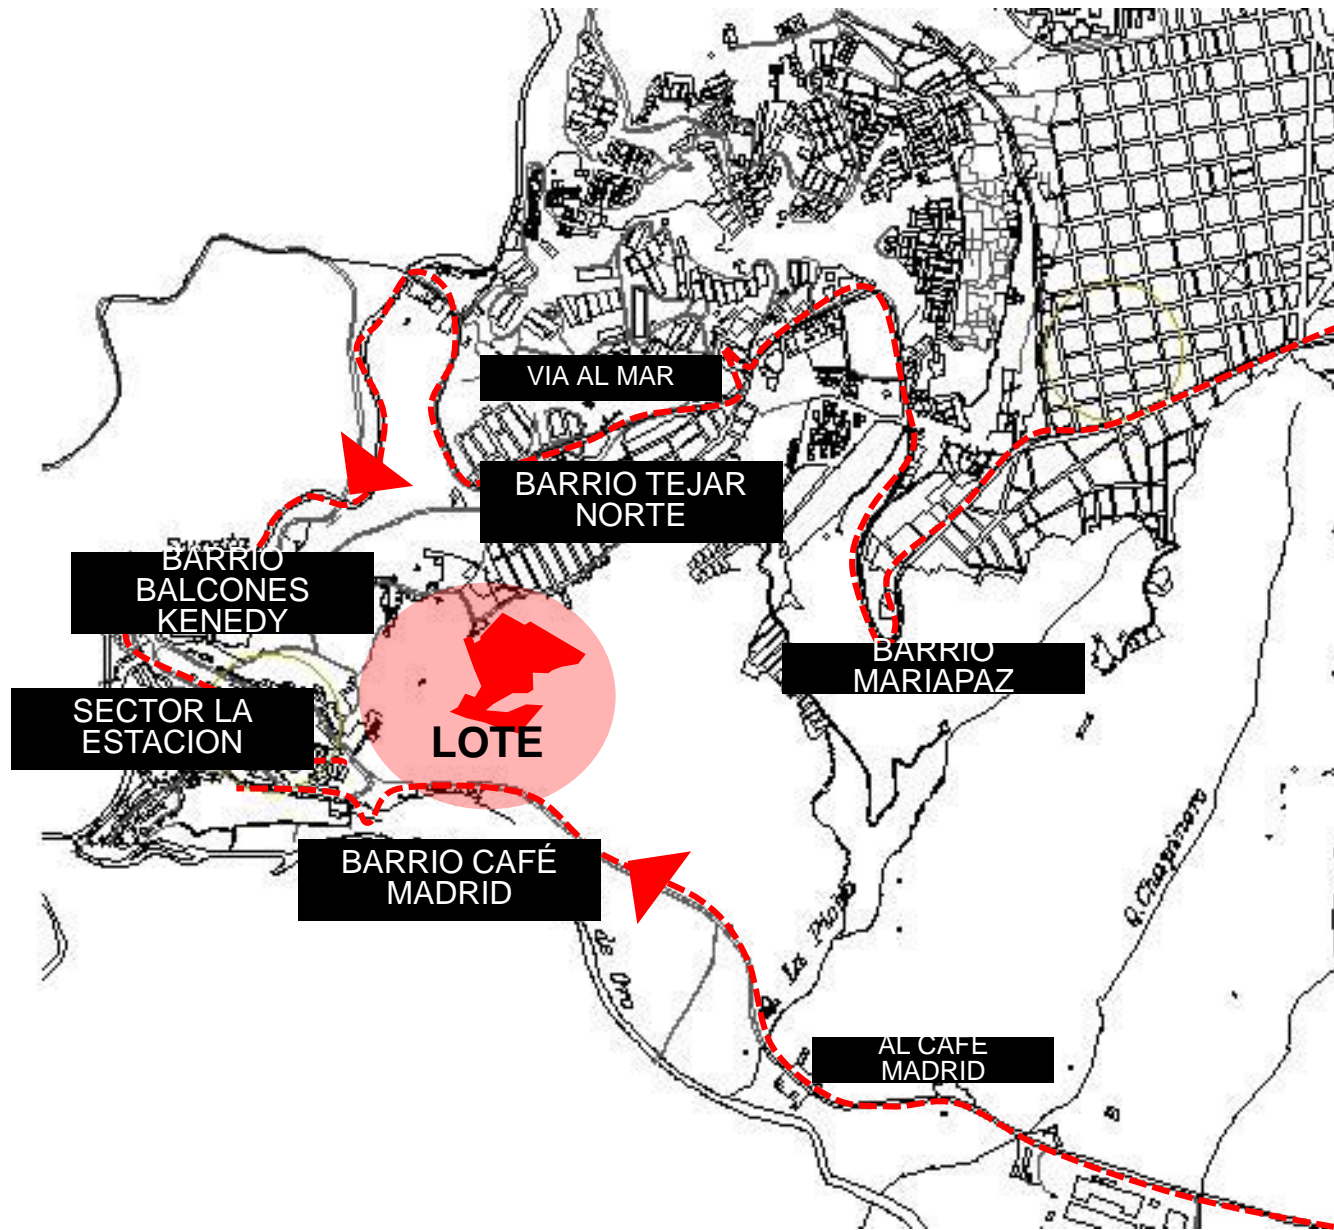 VIA AL MAR
BARRIO TEJAR
NORTE
BARRIO
BALCONES
KENEDY
BARRIO
MARIAPAZ
SECTOR LA
ESTACION
LOTE
BARRIO CAFÉ
MADRID
Q. Chapinero
de Oro
La
AL CAFE
MADRID